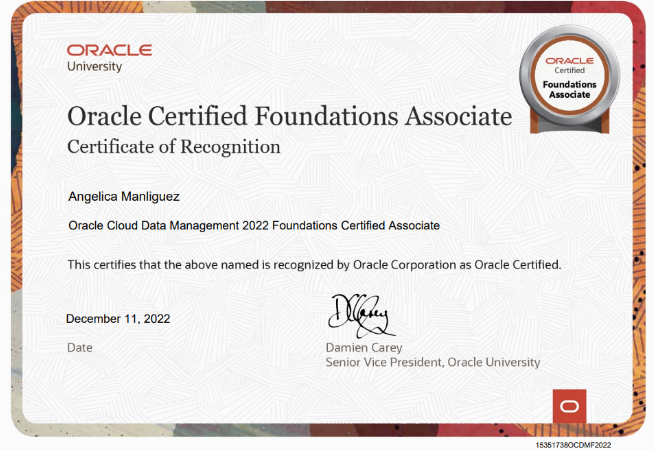 ORACLE
University
ORACLE
Certified
Foundations
Associate
Oracle Certified Foundations Associate
Certificate of Recognition
Angelica Manliguez
Oracle Cloud Data Management 2022 Foundations Certified Associate
This certifies that the above named is recognized by Oracle Corporation as Oracle Certified.
December 11, 2022
Date
DCarey
Damien Carey
Senior Vice President, Oracle University
15351738OCDMF2022